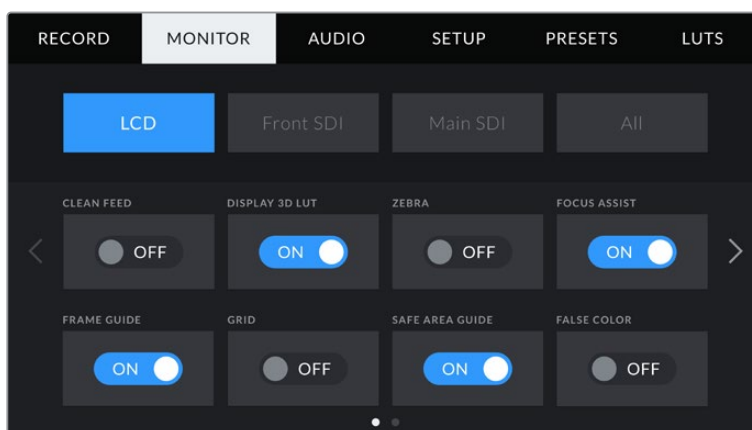 RECORD MONITOR AUDIO SETUP PRESETS LUTS
LCD Front SDI Main SDI All
CLEAN FEED DISPLAY 3D LUT ZEBRA FOCUS ASSIST
OFF ON OFF ON
FRAME GUIDE GRID SAFE AREA GUIDE FALSE COLOR
ON OFF ON OFF